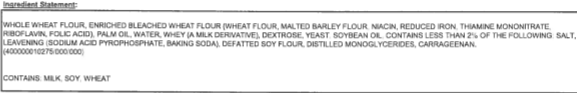 Ingredient Statement:
WHOLE WHEAT FLOUR, ENRICHED BLEACHED WHEAT FLOUR (WHEAT FLOUR, MALTED BARLEY FLOUR. NIACIN, REDUCED IRON, THIAMINE MONONITRATE,
RIBOFLAVIN, FOLIC ACID), PALM OIL, WATER, WHEY (A MILK DERIVATIVE), DEXTROSE, YEAST. SOYBEAN OIL. CONTAINS LESS THAN 2% OF THE FOLLOWING: SALT,
LEAVENING (SODIUM ACID PYROPHOSPHATE, BAKING SODA), DEFATTED SOY FLOUR, DISTILLED MONOGLYCERIDES, CARRAGEENAN.
(400000010275/000/000)
CONTAINS: MILK, SOY, WHEAT